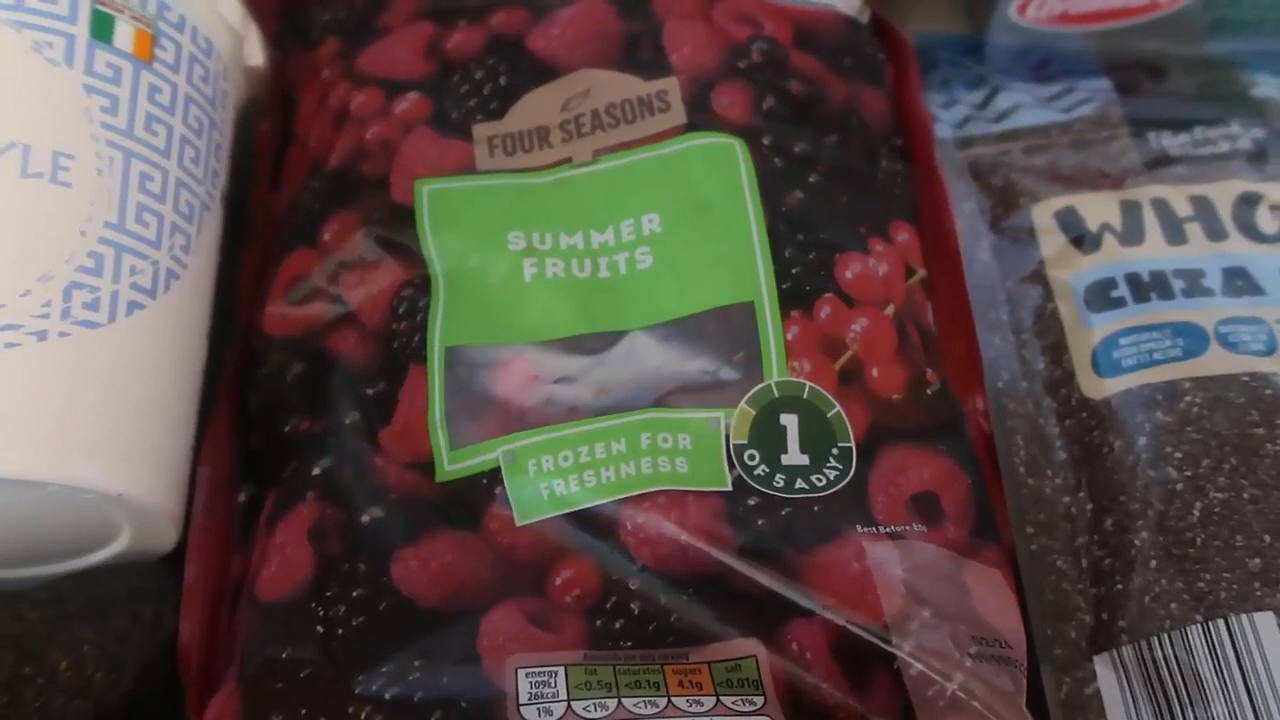 YLE
FOUR SEASONS
SUMMER
FRUITS
FROZEN FOR
FRESHNESS
1
OF 5 A DAY*
Best Before End
energy
109kJ
26kcal
1%
fat
<0.5g
<1%
saturates
<0.1g
<1%
sugars
4.1g
5%
salt
<0.01g
<1%
WHO
CHIA